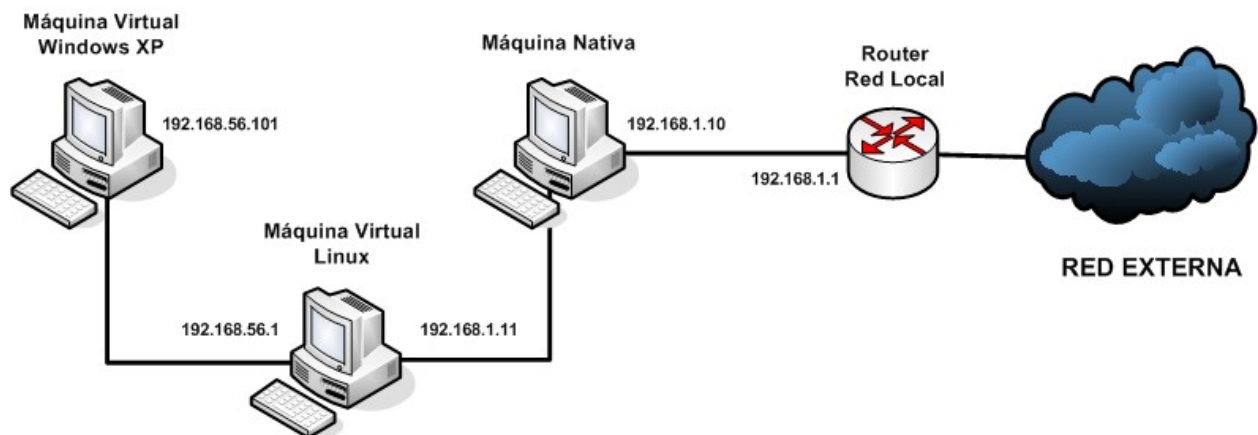 Máquina Virtual
Windows XP
192.168.56.101
Máquina Nativa
192.168.1.10
Router
Red Local
192.168.1.1
RED EXTERNA
Máquina Virtual
Linux
192.168.56.1
192.168.1.11